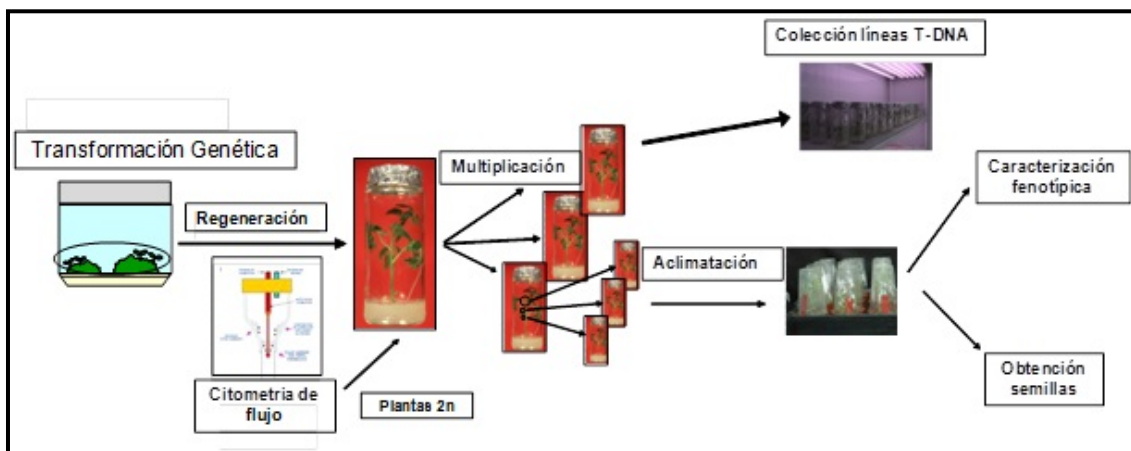 Colección líneas T-DNA
Transformación Genética
Multiplicación
Caracterización
fenotípica
Regeneración
Aclimatación
Citometria de
flujo
Plantas 2n
Obtención
semillas